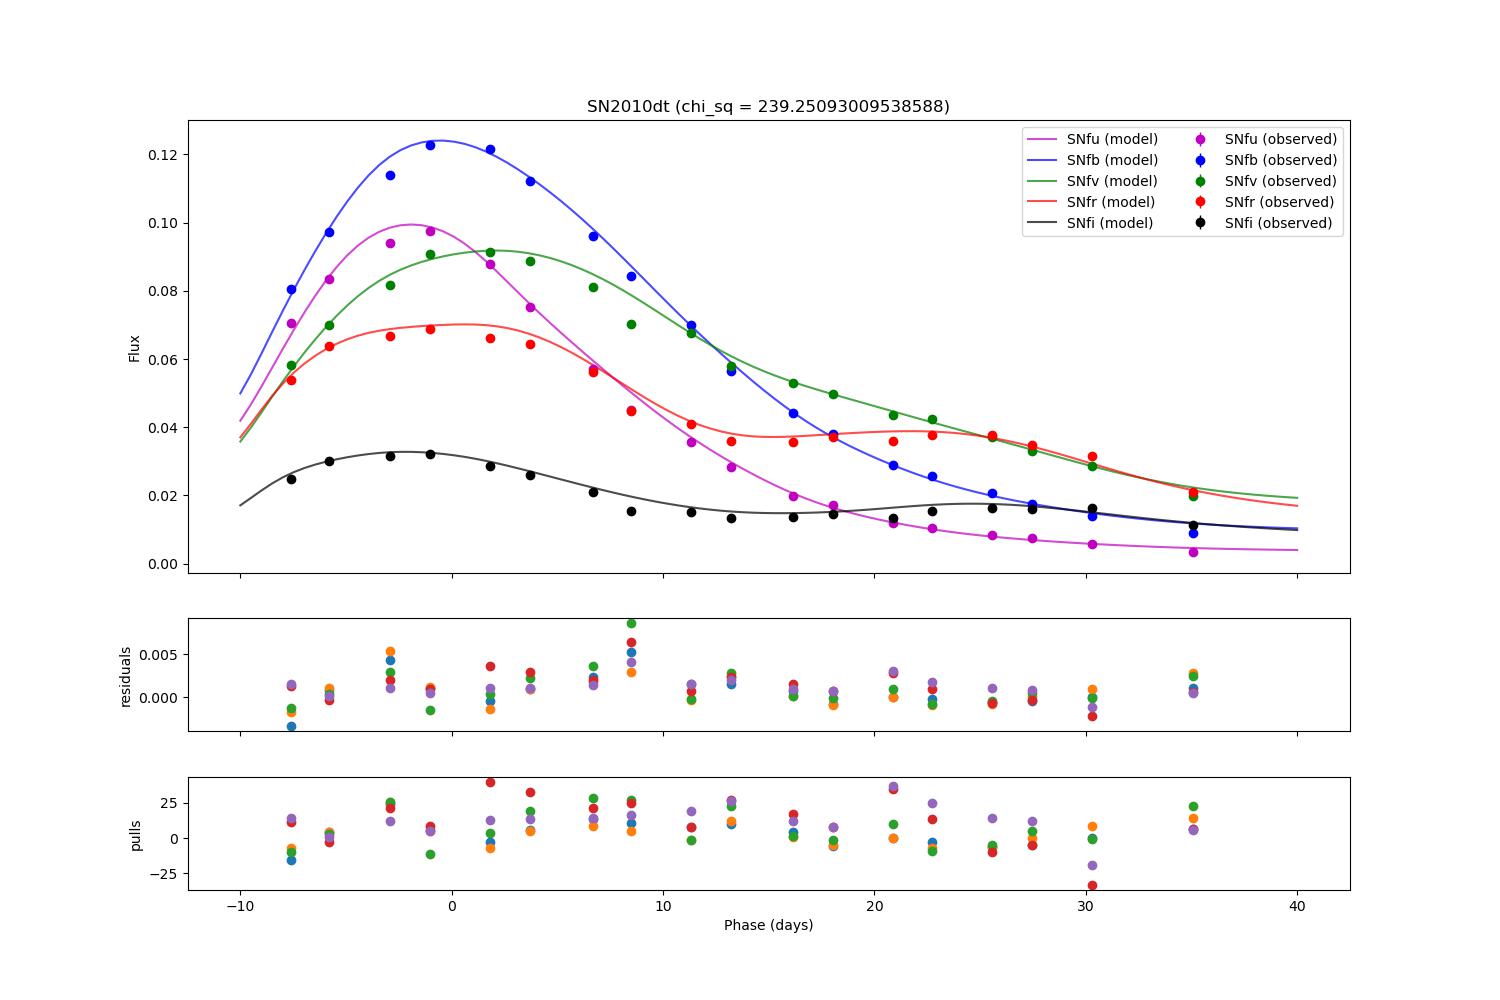 SN2010dt (chi_sq = 239.25093009538588)
SNfu (model) SNfu (observed)
SNfb (model) SNfb (observed)
SNfv (model) SNfv (observed)
SNfr (model) SNfr (observed)
SNfi (model) SNfi (observed)
Flux
0.12
0.10
0.08
0.06
0.04
0.02
0.00
residuals
0.005
0.000
pulls
25
0
−25
−10 0 10 20 30 40
Phase (days)